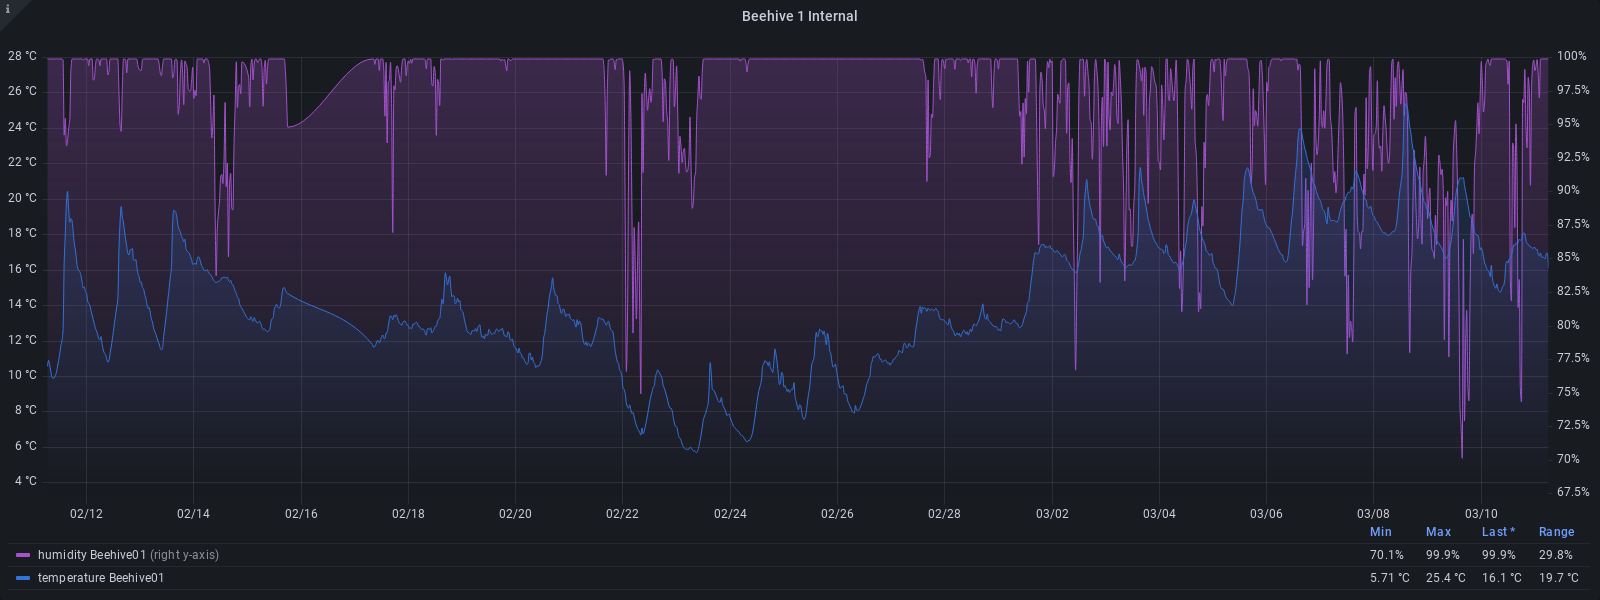 i
Beehive 1 Internal
28 °C 100%
26 °C 97.5%
24 °C 95%
22 °C 92.5%
20 °C 90%
18 °C 87.5%
16 °C 85%
14 °C 82.5%
12 °C 80%
10 °C 77.5%
8 °C 75%
6 °C 72.5%
4 °C 70%
67.5%
02/12 02/14 02/16 02/18 02/20 02/22 02/24 02/26 02/28 03/02 03/04 03/06 03/08 03/10
Min Max Last * Range
humidity Beehive01 (right y-axis) 70.1% 99.9% 99.9% 29.8%
temperature Beehive01 5.71 °C 25.4 °C 16.1 °C 19.7 °C